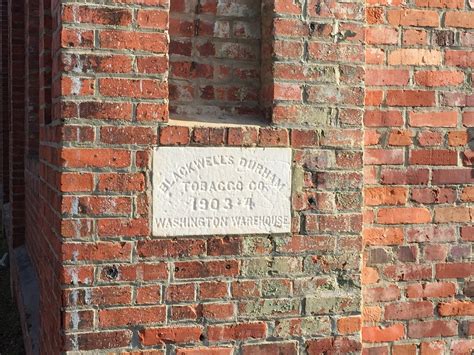 BLACKWELLS DURHAM
TOBACCO CO.
1903-4
WASHINGTON WAREHOUSE